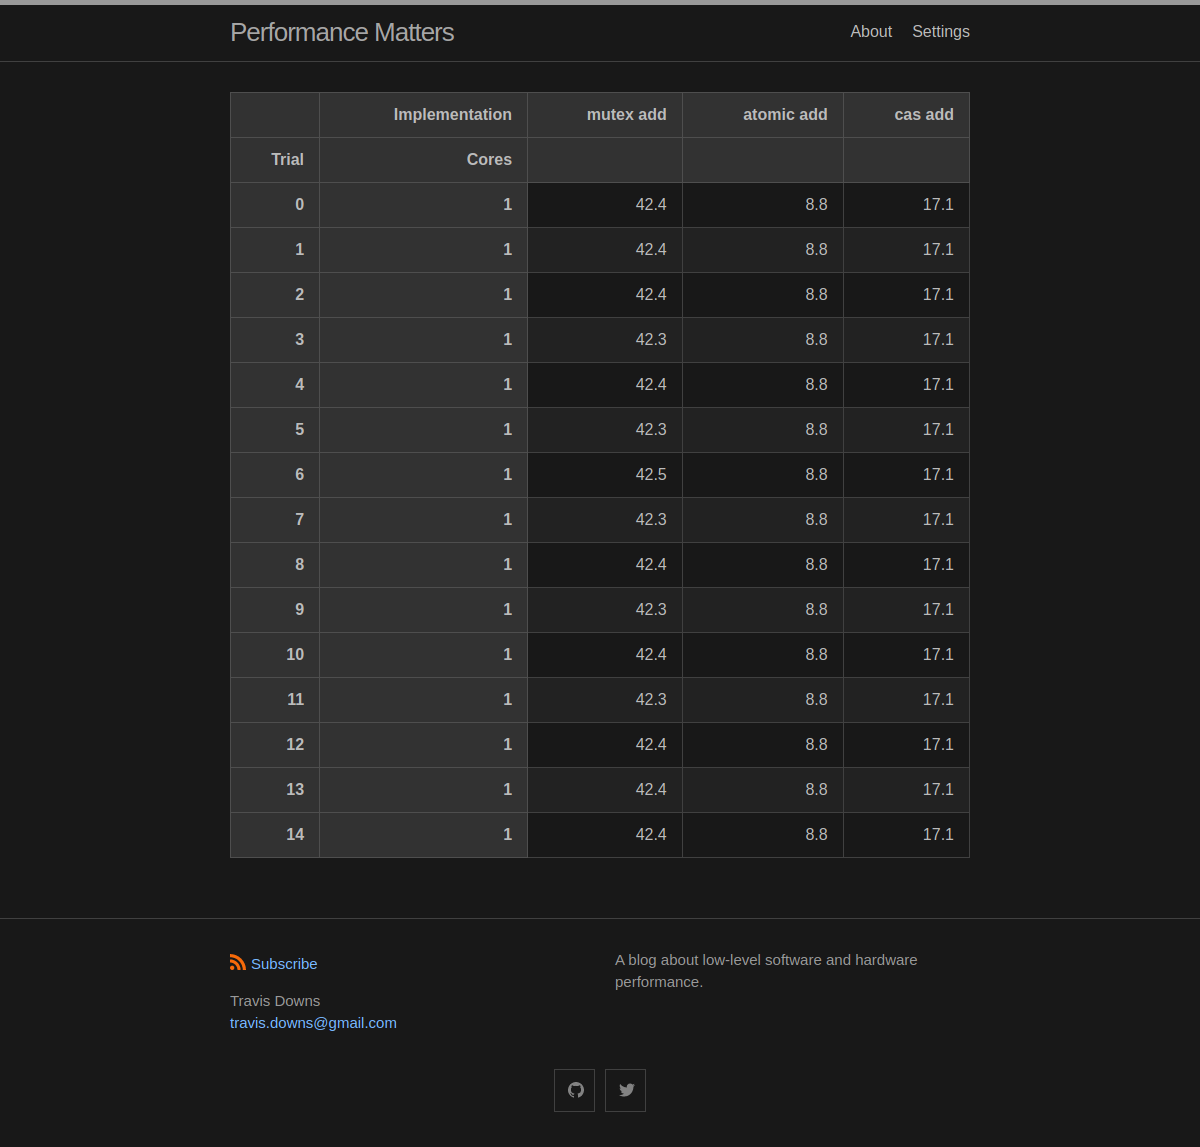 Performance Matters About Settings
Implementation mutex add atomic add cas add
Trial Cores
0 1 42.4 8.8 17.1
1 1 42.4 8.8 17.1
2 1 42.4 8.8 17.1
3 1 42.3 8.8 17.1
4 1 42.4 8.8 17.1
5 1 42.3 8.8 17.1
6 1 42.5 8.8 17.1
7 1 42.3 8.8 17.1
8 1 42.4 8.8 17.1
9 1 42.3 8.8 17.1
10 1 42.4 8.8 17.1
11 1 42.3 8.8 17.1
12 1 42.4 8.8 17.1
13 1 42.4 8.8 17.1
14 1 42.4 8.8 17.1
Subscribe
Travis Downs
travis.downs@gmail.com
A blog about low-level software and hardware
performance.